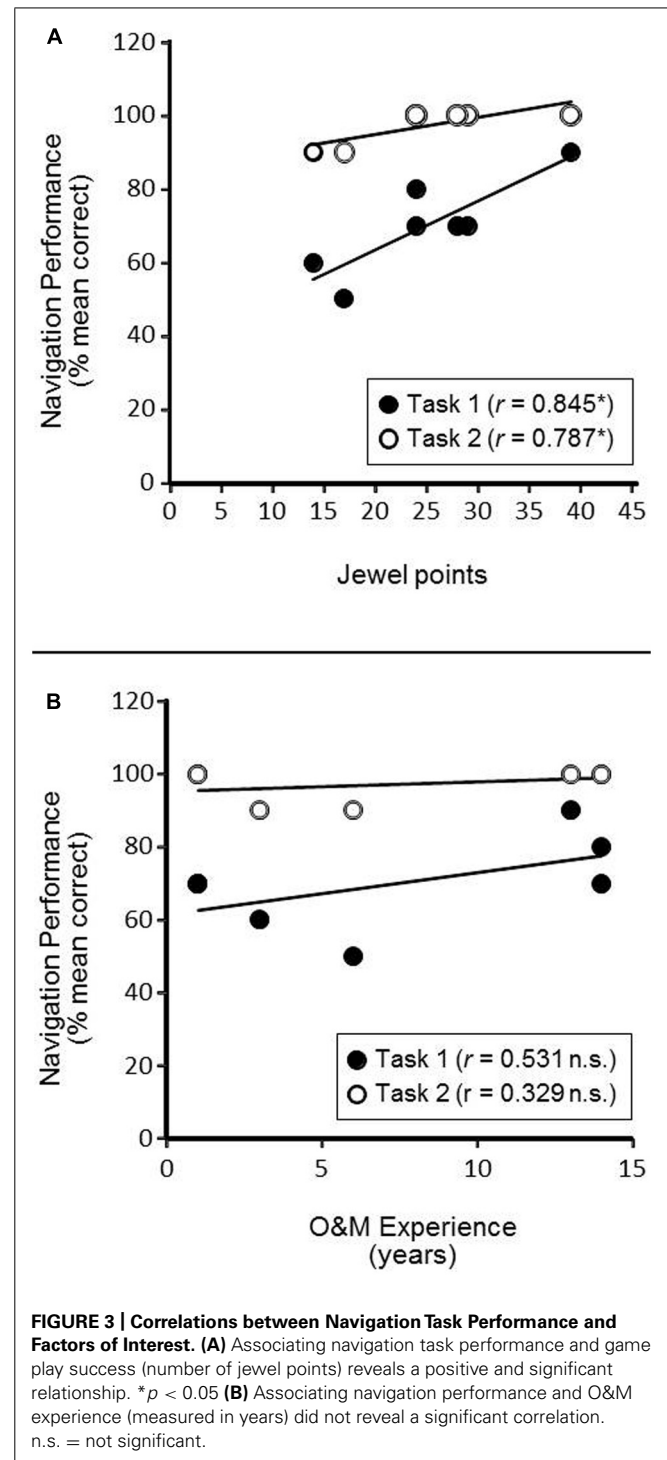 A
120
100
80
60
40
20
0
Navigation Performance
(% mean correct)
Task 1 (r = 0.845*)
Task 2 (r = 0.787*)
0 5 10 15 20 25 30 35 40 45
Jewel points
B
120
100
80
60
40
20
0
Navigation Performance
(% mean correct)
Task 1 (r = 0.531 n.s.)
Task 2 (r = 0.329 n.s.)
0 5 10 15
O&M Experience
(years)
FIGURE 3 | Correlations between Navigation Task Performance and
Factors of Interest. (A) Associating navigation task performance and game
play success (number of jewel points) reveals a positive and significant
relationship. *p < 0.05 (B) Associating navigation performance and O&M
experience (measured in years) did not reveal a significant correlation.
n.s. = not significant.